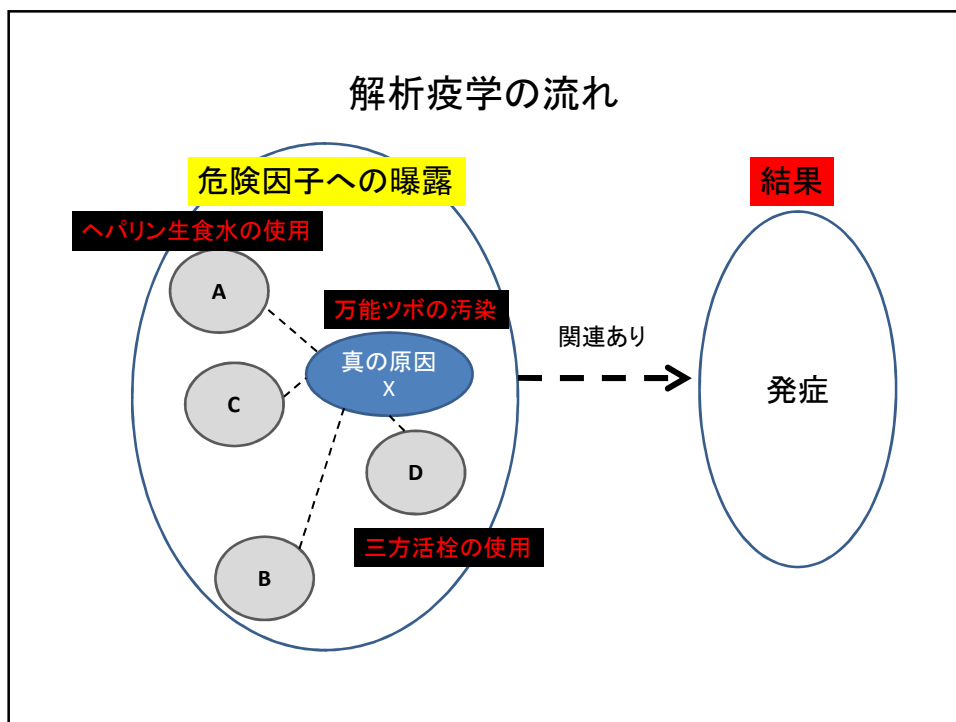 解析疫学の流れ
危険因子への曝露
結果
ヘパリン生食水の使用
A
万能ツボの汚染
関連あり
真の原因
X
発症
C
D
三方活栓の使用
B